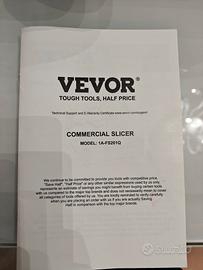 VEVOR®
TOUGH TOOLS, HALF PRICE
Technical Support and E-Warranty Certificate www.vevor.com/support
COMMERCIAL SLICER
MODEL: 1A-FS201Q
We continue to be committed to provide you tools with competitive price.
"Save Half", "Half Price" or any other similar expressions used by us only
represents an estimate of savings you might benefit from buying certain tools
with us compared to the major top brands and does not necessarily mean to cover
all categories of tools offered by us. You are kindly reminded to verify carefully
when you are placing an order with us if you are actually Saving
Half in comparison with the top major brands.
subito